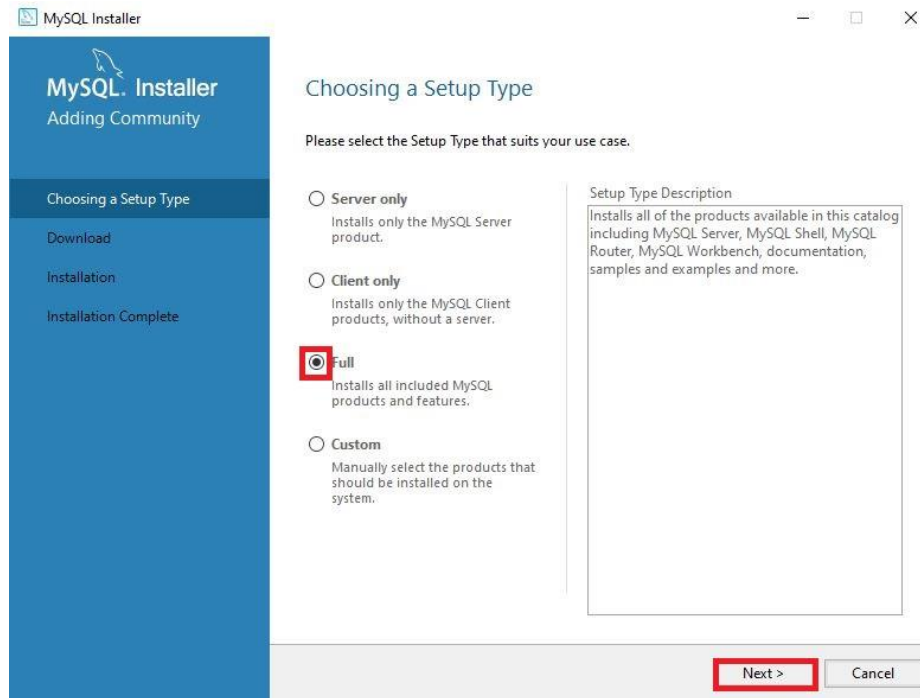 MySQL Installer
MySQL. Installer
Adding Community
Choosing a Setup Type
Download
Installation
Installation Complete
Choosing a Setup Type
Please select the Setup Type that suits your use case.
Server only
Installs only the MySQL Server
product.
Client only
Installs only the MySQL Client
products, without a server.
Full
Installs all included MySQL
products and features.
Custom
Manually select the products that
should be installed on the
system.
Setup Type Description
Installs all of the products available in this catalog
including MySQL Server, MySQL Shell, MySQL
Router, MySQL Workbench, documentation,
samples and examples and more.
Next >
Cancel